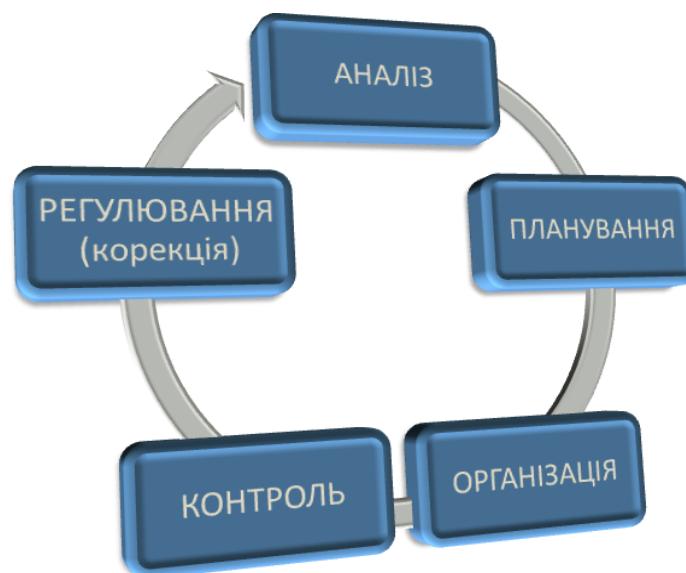 АНАЛІЗ
ПЛАНУВАННЯ
ОРГАНІЗАЦІЯ
КОНТРОЛЬ
РЕГУЛЮВАННЯ
(корекція)